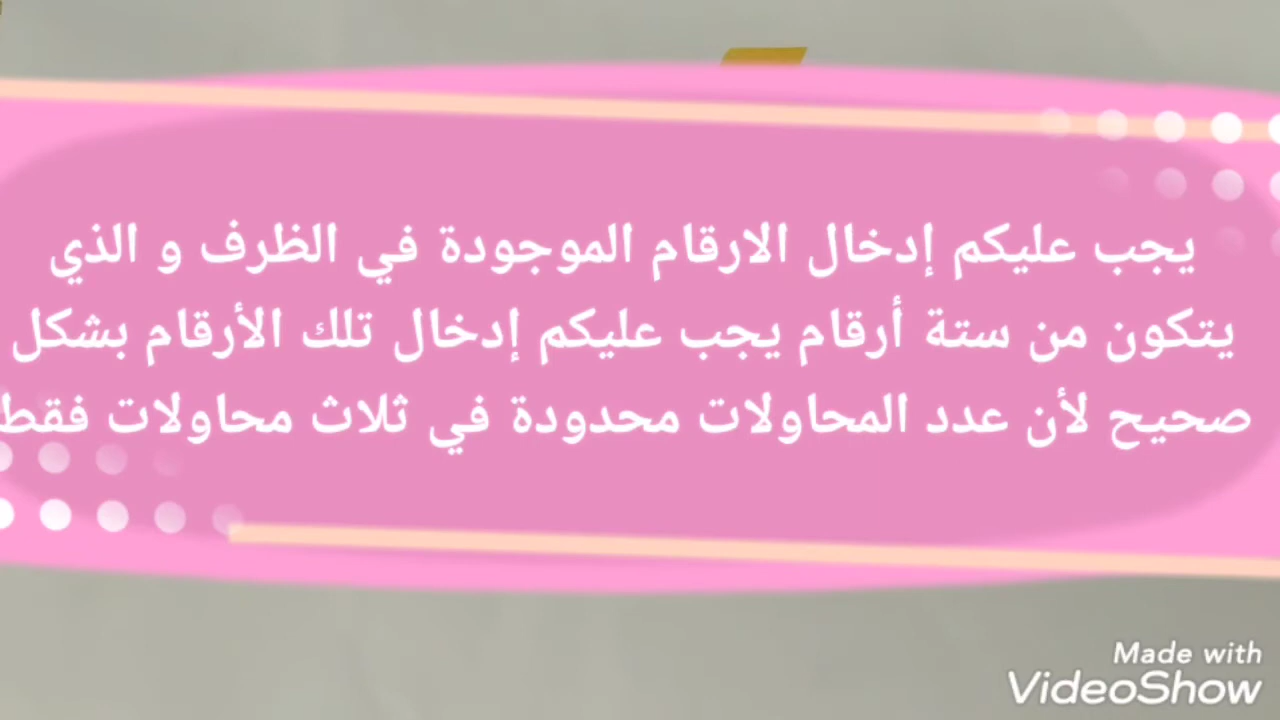 يجب عليكم إدخال الارقام الموجودة في الظرف و الذي
يتكون من ستة أرقام يجب عليكم إدخال تلك الأرقام بشكل
صحيح لأن عدد المحاولات محدودة في ثلاث محاولات فقط
Made with
VideoShow